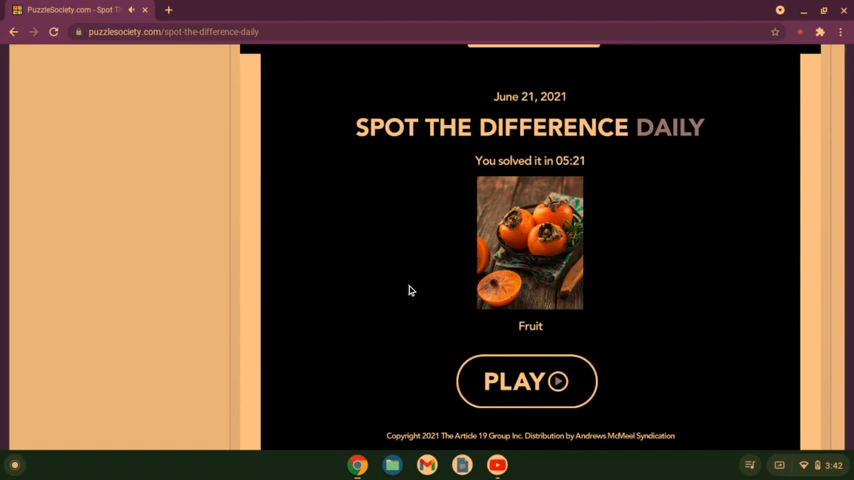 PuzzleSociety.com - Spot Th
puzzlesociety.com/spot-the-difference-daily
June 21, 2021
SPOT THE DIFFERENCE DAILY
You solved it in 05:21
Fruit
PLAY
Copyright 2021 The Article 19 Group Inc. Distribution by Andrews McMeel Syndication
3:42